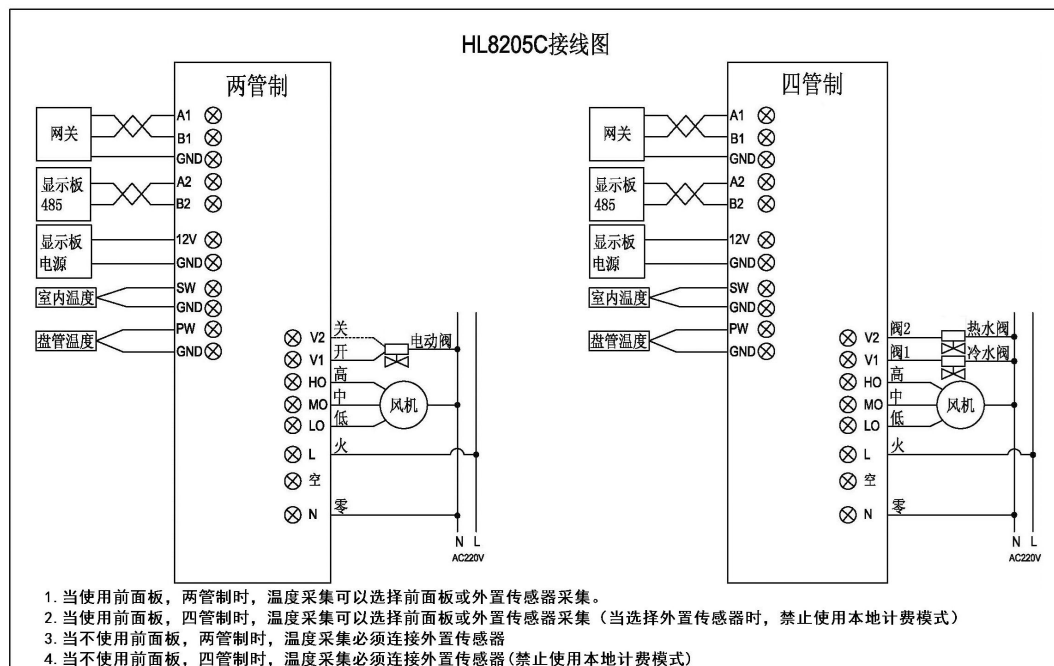 HL8205C接线图
两管制
网关
A1
B1
GND
显示板
485
A2
B2
显示板
电源
12V
GND
室内温度
SW
GND
盘管温度
PW
GND
V2
关
电动阀
V1
开
HO
高
MO
中
风机
LO
低
L
火
空
N
零
N L
AC220V
四管制
网关
A1
B1
GND
显示板
485
A2
B2
显示板
电源
12V
GND
室内温度
SW
GND
盘管温度
PW
GND
V2
阀2
热水阀
V1
阀1
冷水阀
HO
高
MO
中
风机
LO
低
L
火
空
N
零
N L
AC220V
1. 当使用前面板，两管制时，温度采集可以选择前面板或外置传感器采集。
2. 当使用前面板，四管制时，温度采集可以选择前面板或外置传感器采集（当选择外置传感器时，禁止使用本地计费模式）
3. 当不使用前面板，两管制时，温度采集必须连接外置传感器
4. 当不使用前面板，四管制时，温度采集必须连接外置传感器(禁止使用本地计费模式)